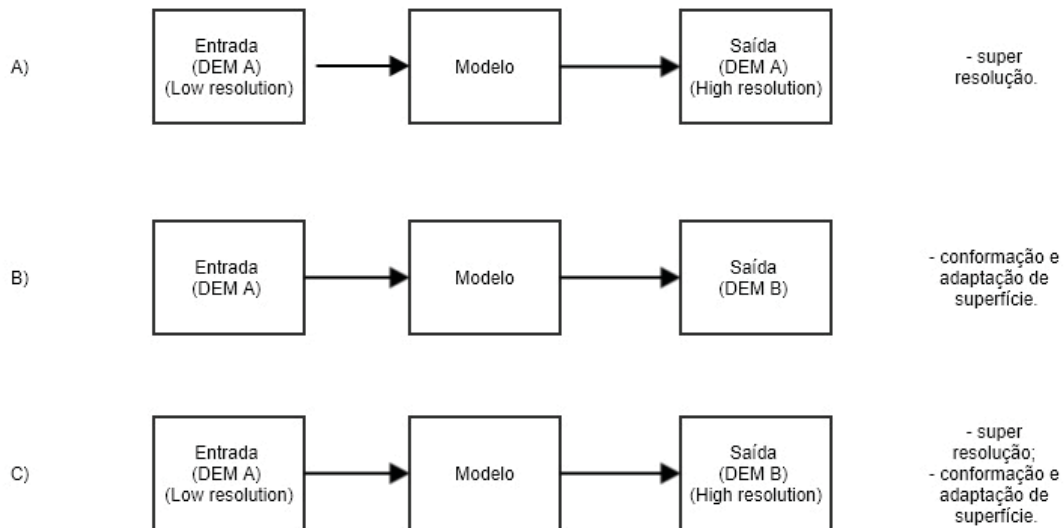 A)
Entrada
(DEM A)
(Low resolution)
Modelo
Saída
(DEM A)
(High resolution)
- super
resolução.
B)
Entrada
(DEM A)
Modelo
Saída
(DEM B)
- conformação e
adaptação de
superfície.
C)
Entrada
(DEM A)
(Low resolution)
Modelo
Saída
(DEM B)
(High resolution)
- super
resolução;
- conformação e
adaptação de
superfície.